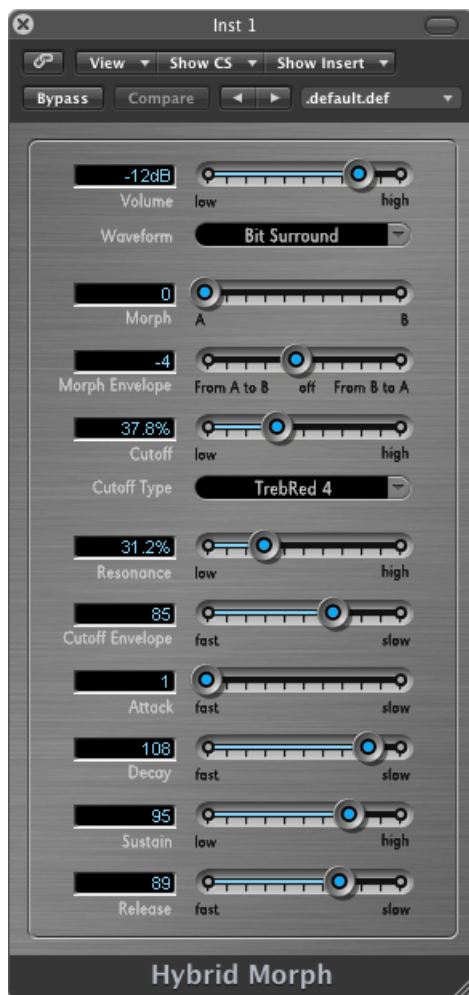 Inst 1
View Show CS Show Insert
Bypass Compare .default.def
-12dB
Volume low high
Waveform Bit Surround
0
Morph A B
-4
Morph Envelope From A to B off From B to A
37.8%
Cutoff low high
Cutoff Type TrebRed 4
31.2%
Resonance low high
85
Cutoff Envelope fast slow
1
Attack fast slow
108
Decay fast slow
95
Sustain low high
89
Release fast slow
Hybrid Morph